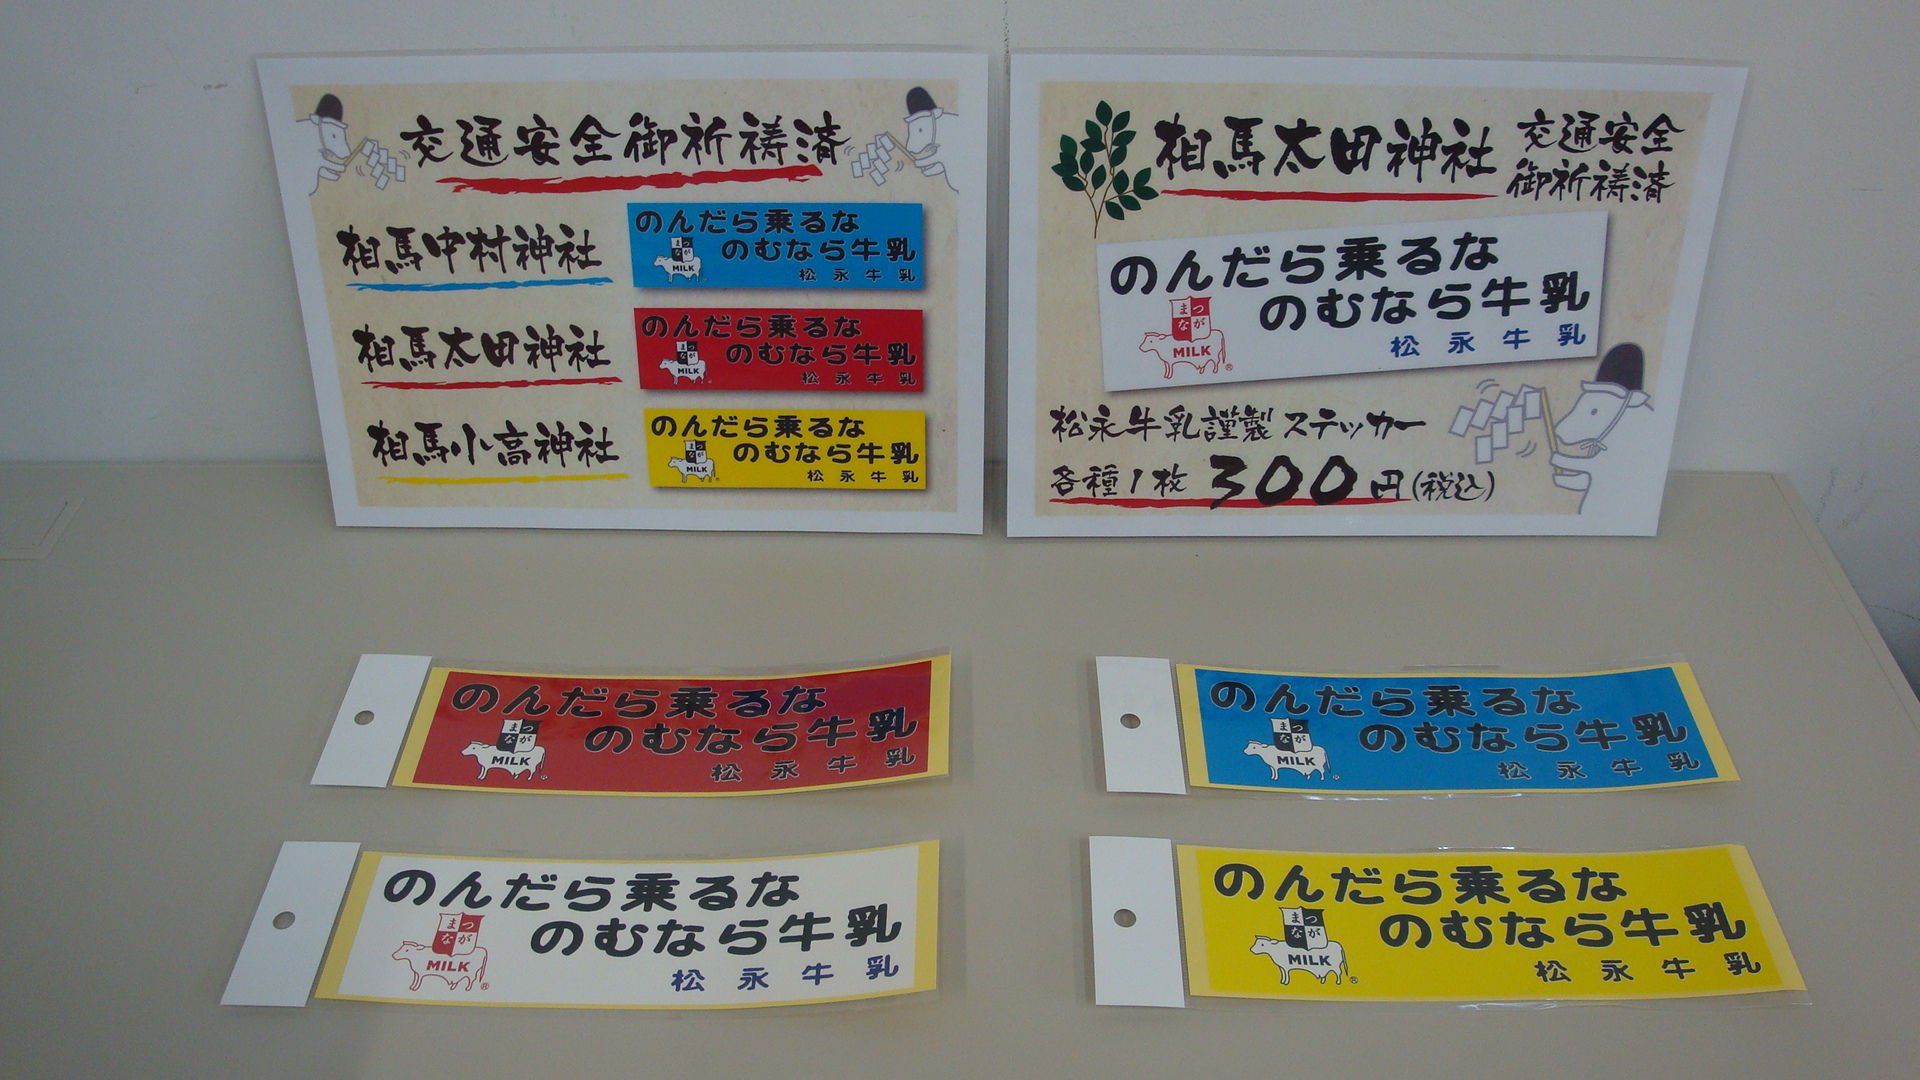 交通安全御祈祷済
相馬中村神社
のんだら乗るな
のむなら牛乳
まつ
なが
MILK
松永牛乳
相馬太田神社
のんだら乗るな
のむなら牛乳
まつ
なが
MILK
松永牛乳
相馬小高神社
のんだら乗るな
のむなら牛乳
まつ
なが
MILK
松永牛乳
相馬太田神社
交通安全
御祈祷済
のんだら乗るな
のむなら牛乳
まつ
なが
MILK
®
松永牛乳
松永牛乳謹製 ステッカー
各種1枚 300円(税込)
のんだら乗るな
のむなら牛乳
まつ
なが
MILK
®
松永牛乳
のんだら乗るな
のむなら牛乳
まつ
なが
MILK
®
松永牛乳
のんだら乗るな
のむなら牛乳
まつ
なが
MILK
®
松永牛乳
のんだら乗るな
のむなら牛乳
まつ
なが
MILK
®
松永牛乳